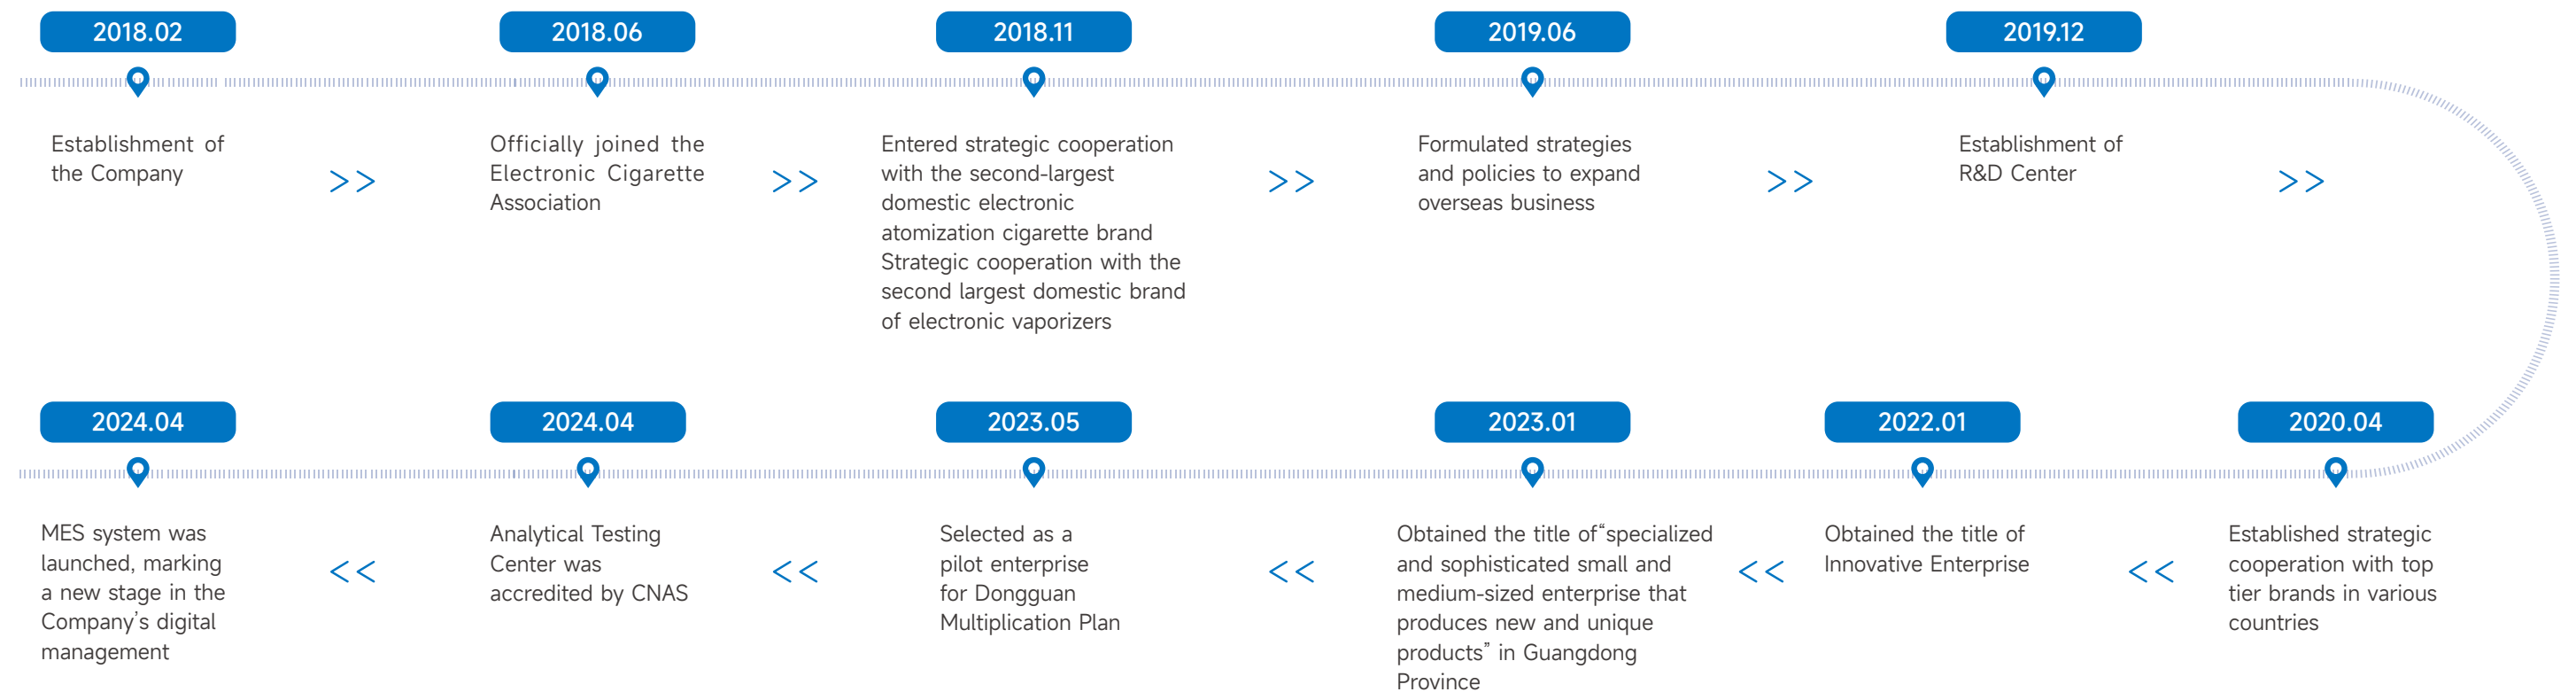 2018.02
Establishment of
the Company
>>
2018.06
Officially joined the
Electronic Cigarette
Association
>>
2018.11
Entered strategic cooperation
with the second-largest
domestic electronic
atomization cigarette brand
Strategic cooperation with the
second largest domestic brand
of electronic vaporizers
>>
2019.06
Formulated strategies
and policies to expand
overseas business
>>
2019.12
Establishment of
R&D Center
>>
2020.04
Established strategic
cooperation with top
tier brands in various
countries
<<
2022.01
Obtained the title of
Innovative Enterprise
<<
2023.01
Obtained the title of“specialized
and sophisticated small and
medium-sized enterprise that
produces new and unique
products” in Guangdong
Province
<<
2023.05
Selected as a
pilot enterprise
for Dongguan
Multiplication Plan
<<
2024.04
Analytical Testing
Center was
accredited by CNAS
<<
2024.04
MES system was
launched, marking
a new stage in the
Company’s digital
management